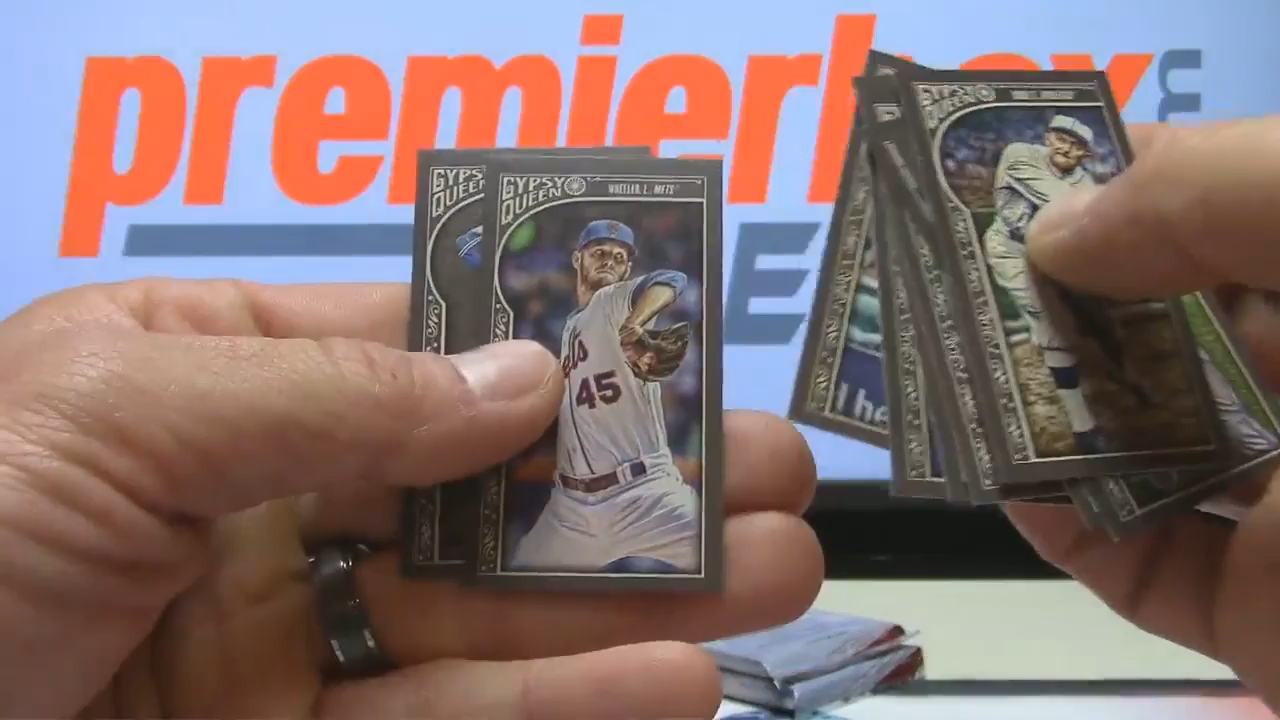 premierbox
GYPSY
QUEEN
GYPSY
QUEEN
WHEELER, Z. METS
Mets
45
GYPSY
QUEEN